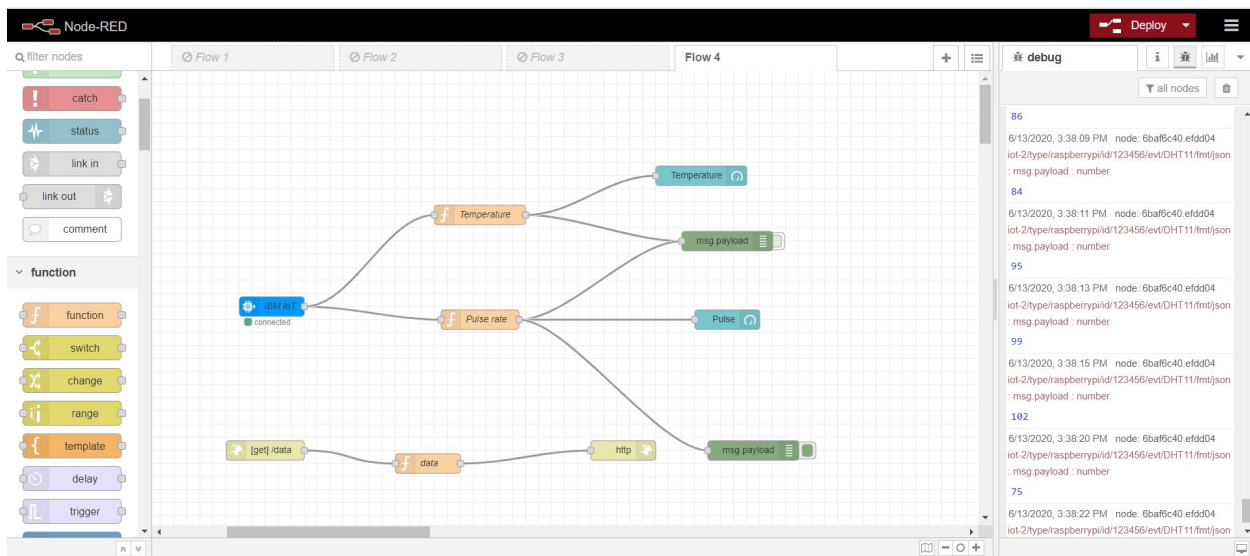 Node-RED
Deploy
filter nodes
Flow 1
Flow 2
Flow 3
Flow 4
debug
i
all nodes
catch
status
link in
link out
comment
function
function
switch
change
range
template
delay
trigger
Temperature
Temperature
msg.payload
IBM IoT
connected
Pulse rate
Pulse
[get] /data
data
http
msg.payload
86
6/13/2020, 3:38:09 PM node: 6baf6c40.efdd04
iot-2/type/raspberrypi/id/123456/evt/DHT11/fmt/json
: msg.payload : number
84
6/13/2020, 3:38:11 PM node: 6baf6c40.efdd04
iot-2/type/raspberrypi/id/123456/evt/DHT11/fmt/json
: msg.payload : number
95
6/13/2020, 3:38:13 PM node: 6baf6c40.efdd04
iot-2/type/raspberrypi/id/123456/evt/DHT11/fmt/json
: msg.payload : number
99
6/13/2020, 3:38:15 PM node: 6baf6c40.efdd04
iot-2/type/raspberrypi/id/123456/evt/DHT11/fmt/json
: msg.payload : number
102
6/13/2020, 3:38:20 PM node: 6baf6c40.efdd04
iot-2/type/raspberrypi/id/123456/evt/DHT11/fmt/json
: msg.payload : number
75
6/13/2020, 3:38:22 PM node: 6baf6c40.efdd04
iot-2/type/raspberrypi/id/123456/evt/DHT11/fmt/json